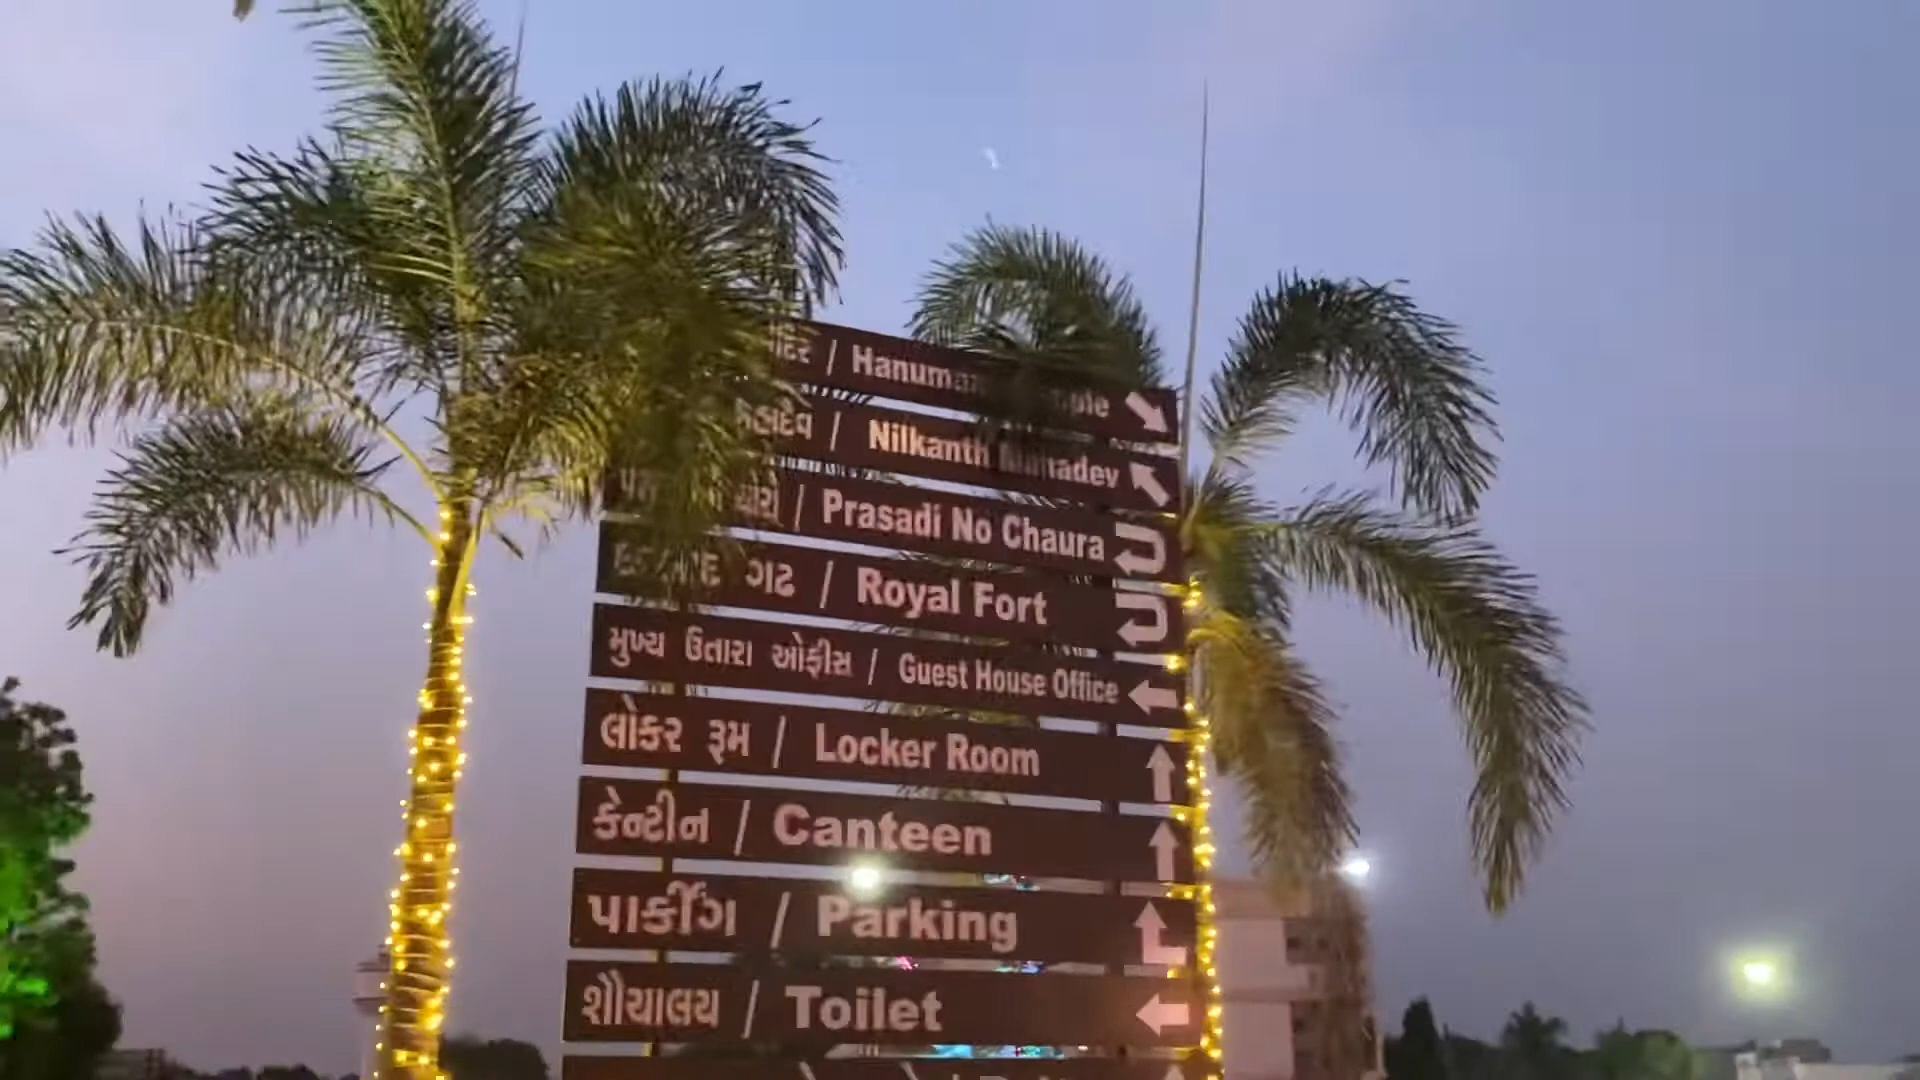 / Hanuman
/ Nilkanth Mahadev
/ Prasadi No Chaura
ગઢ / Royal Fort
મુખ્ય ઉતારા ઓફીસ / Guest House Office
લોકર રૂમ / Locker Room
કેન્ટીન / Canteen
પાર્કીંગ / Parking
શૌચાલય / Toilet